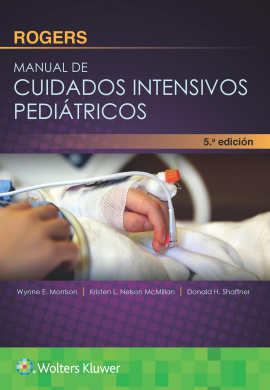 ROGERS
MANUAL DE
CUIDADOS INTENSIVOS
PEDIÁTRICOS
5.ª edición
Wynne E. Morrison | Kristen L. Nelson McMillan | Donald H. Shaffner
Wolters Kluwer